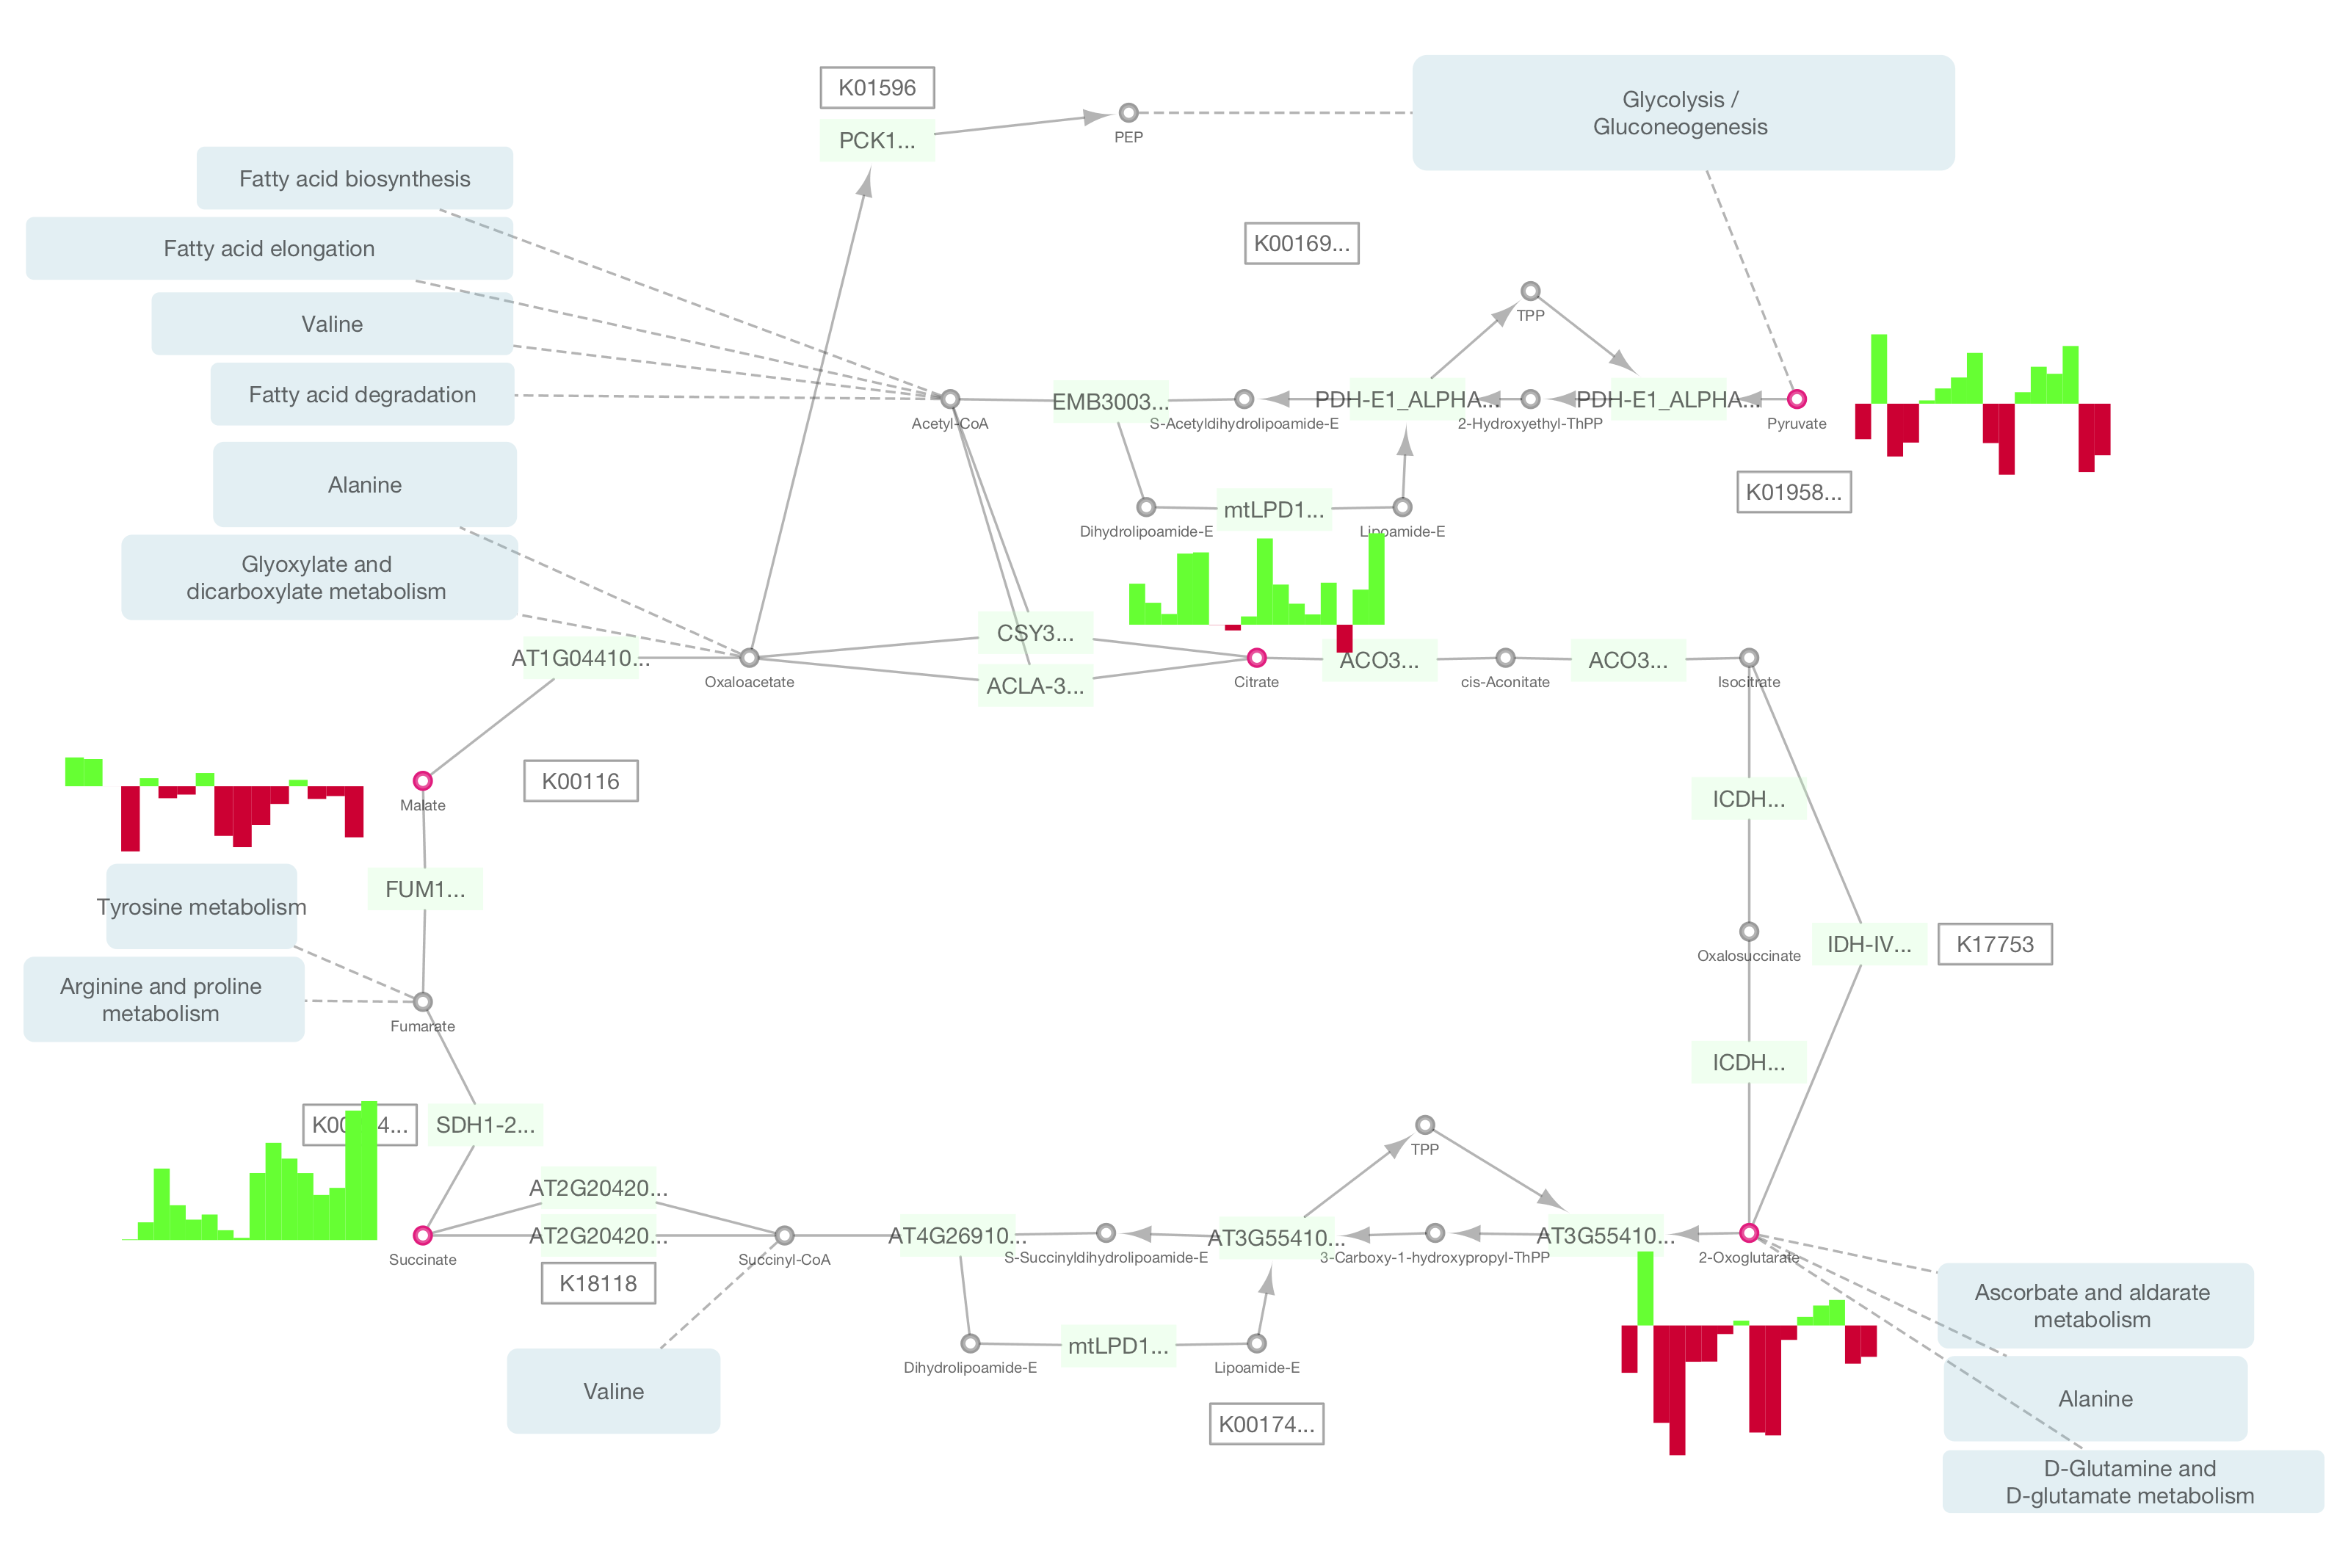 K01596
Glycolysis /
Gluconeogenesis
PCK1...
PEP
Fatty acid biosynthesis
Fatty acid elongation
K00169...
Valine
TPP
Fatty acid degradation
EMB3003...
PDH-E1_ALPHA...
PDH-E1_ALPHA...
Acetyl-CoA
S-Acetyldihydrolipoamide-E
2-Hydroxyethyl-ThPP
Pyruvate
Alanine
K01958...
mtLPD1...
Dihydrolipoamide-E
Lipoamide-E
Glyoxylate and
dicarboxylate metabolism
CSY3...
AT1G04410...
ACO3...
ACO3...
Oxaloacetate
ACLA-3...
Citrate
cis-Aconitate
Isocitrate
K00116
Malate
ICDH...
FUM1...
Tyrosine metabolism
Oxalosuccinate
IDH-IV...
K17753
Arginine and proline
metabolism
Fumarate
ICDH...
SDH1-2...
TPP
AT2G20420...
AT2G20420...
AT4G26910...
AT3G55410...
AT3G55410...
Succinate
Succinyl-CoA
S-Succinyldihydrolipoamide-E
3-Carboxy-1-hydroxypropyl-ThPP
2-Oxoglutarate
K18118
Ascorbate and aldarate
metabolism
mtLPD1...
Dihydrolipoamide-E
Lipoamide-E
Valine
Alanine
K00174...
D-Glutamine and
D-glutamate metabolism